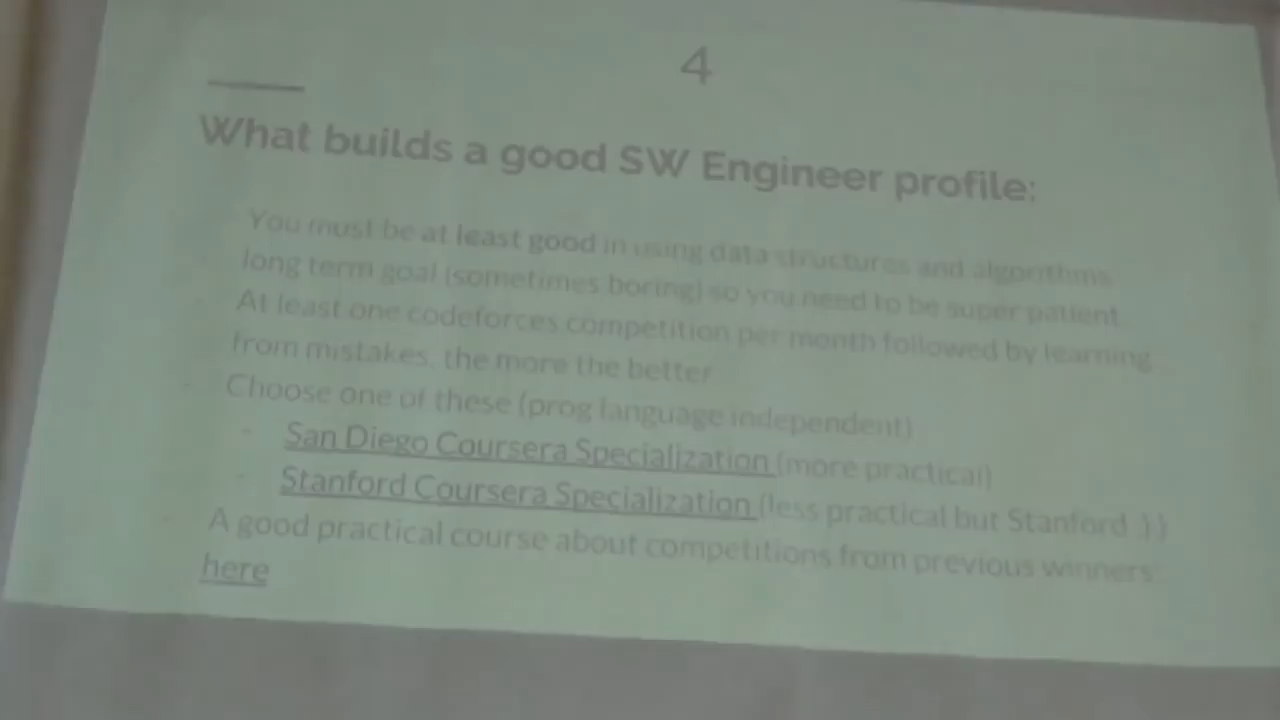 4
What builds a good SW Engineer profile:
You must be at least good in using data structures and algorithms
long term goal (sometimes boring) so you need to be super patient
- At least one codeforces competition per month followed by learning
from mistakes, the more the better
- Choose one of these (prog language independent)
- San Diego Coursera Specialization (more practical)
- Stanford Coursera Specialization (less practical but Stanford :))
- A good practical course about competitions from previous winners
here